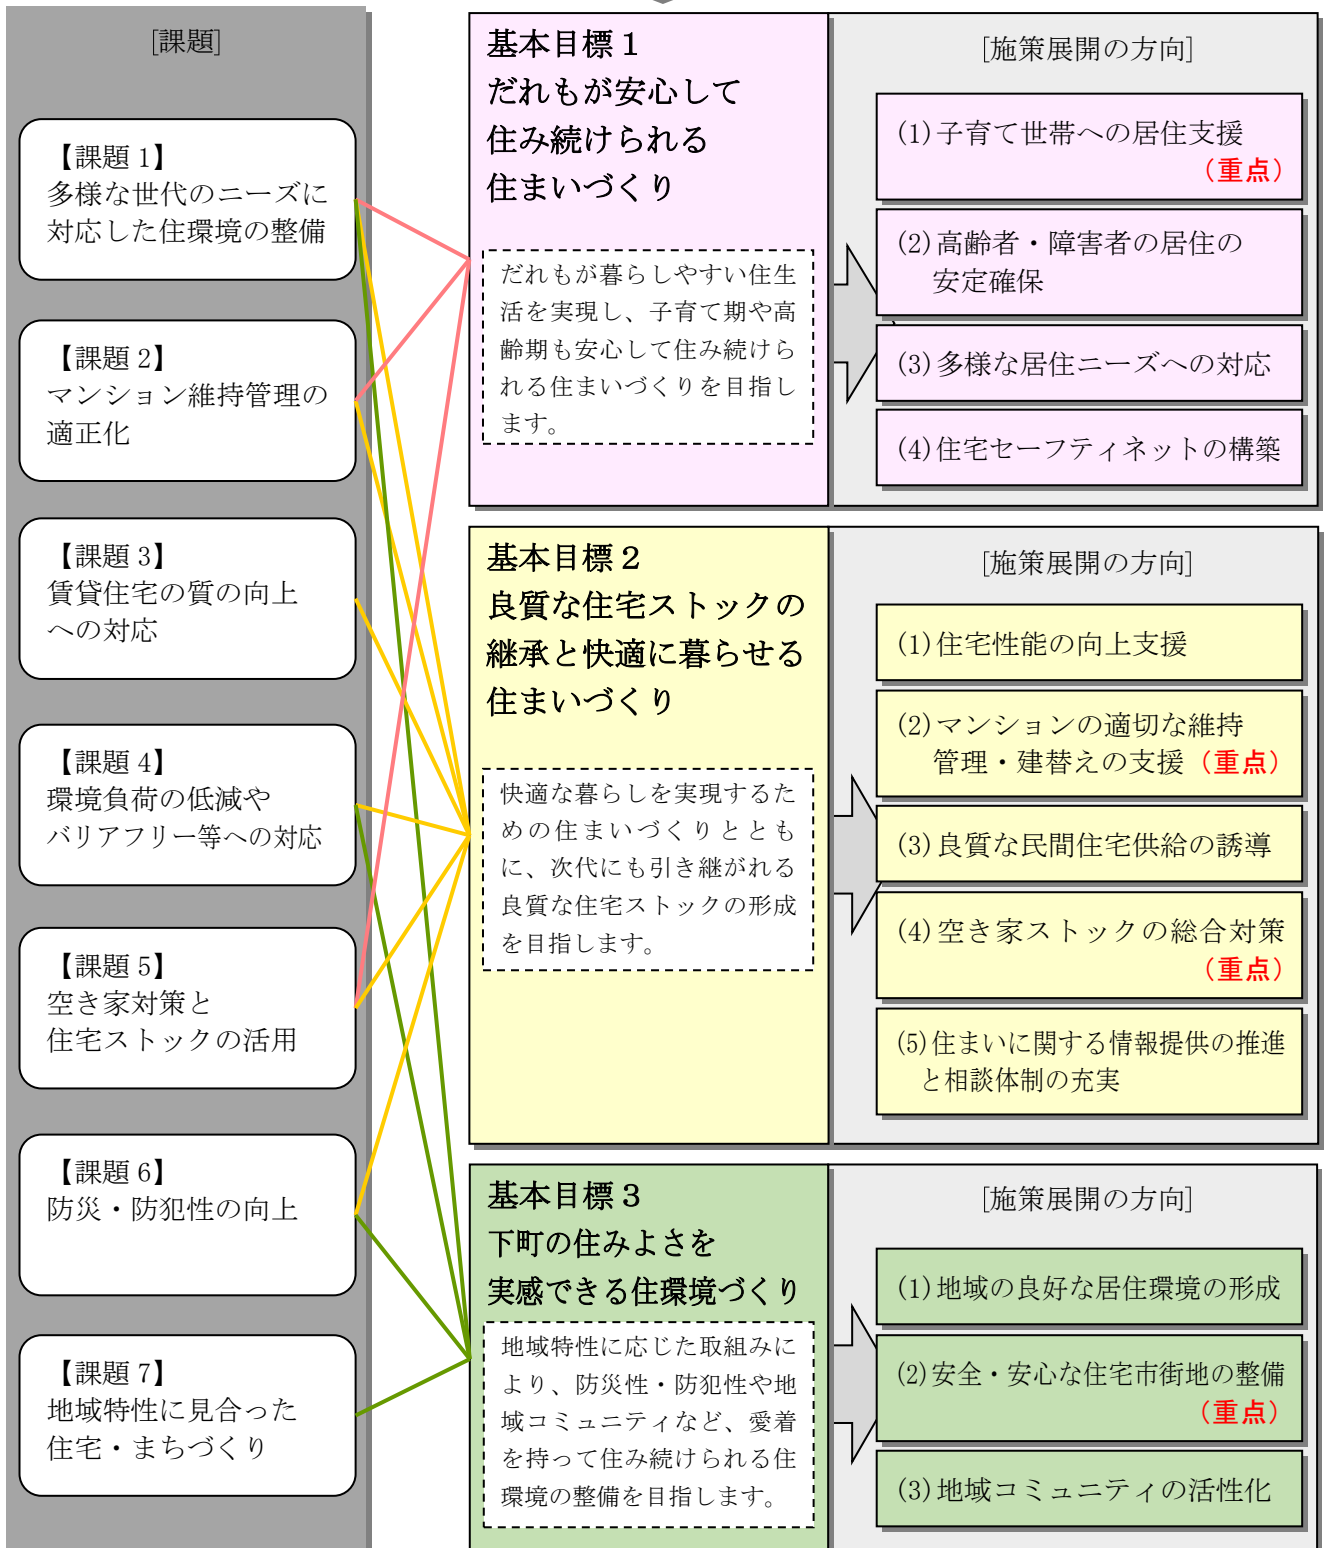 [課題]
【課題 1】
多様な世代のニーズに
対応した住環境の整備
【課題 2】
マンション維持管理の
適正化
【課題 3】
賃貸住宅の質の向上
への対応
【課題 4】
環境負荷の低減や
バリアフリー等への対応
【課題 5】
空き家対策と
住宅ストックの活用
【課題 6】
防災・防犯性の向上
【課題 7】
地域特性に見合った
住宅・まちづくり
基本目標１
だれもが安心して
住み続けられる
住まいづくり
だれもが暮らしやすい住生
活を実現し、子育て期や高
齢期も安心して住み続けら
れる住まいづくりを目指し
ます。
[施策展開の方向]
(1)子育て世帯への居住支援
（重点）
(2)高齢者・障害者の居住の
安定確保
(3)多様な居住ニーズへの対応
(4)住宅セーフティネットの構築
基本目標２
良質な住宅ストックの
継承と快適に暮らせる
住まいづくり
快適な暮らしを実現するた
めの住まいづくりととも
に、次代にも引き継がれる
良質な住宅ストックの形成
を目指します。
[施策展開の方向]
(1)住宅性能の向上支援
(2)マンションの適切な維持
管理・建替えの支援（重点）
(3)良質な民間住宅供給の誘導
(4)空き家ストックの総合対策
（重点）
(5)住まいに関する情報提供の推進
と相談体制の充実
基本目標３
下町の住みよさを
実感できる住環境づくり
地域特性に応じた取組みに
より、防災性・防犯性や地
域コミュニティなど、愛着
を持って住み続けられる住
環境の整備を目指します。
[施策展開の方向]
(1)地域の良好な居住環境の形成
(2)安全・安心な住宅市街地の整備
（重点）
(3)地域コミュニティの活性化